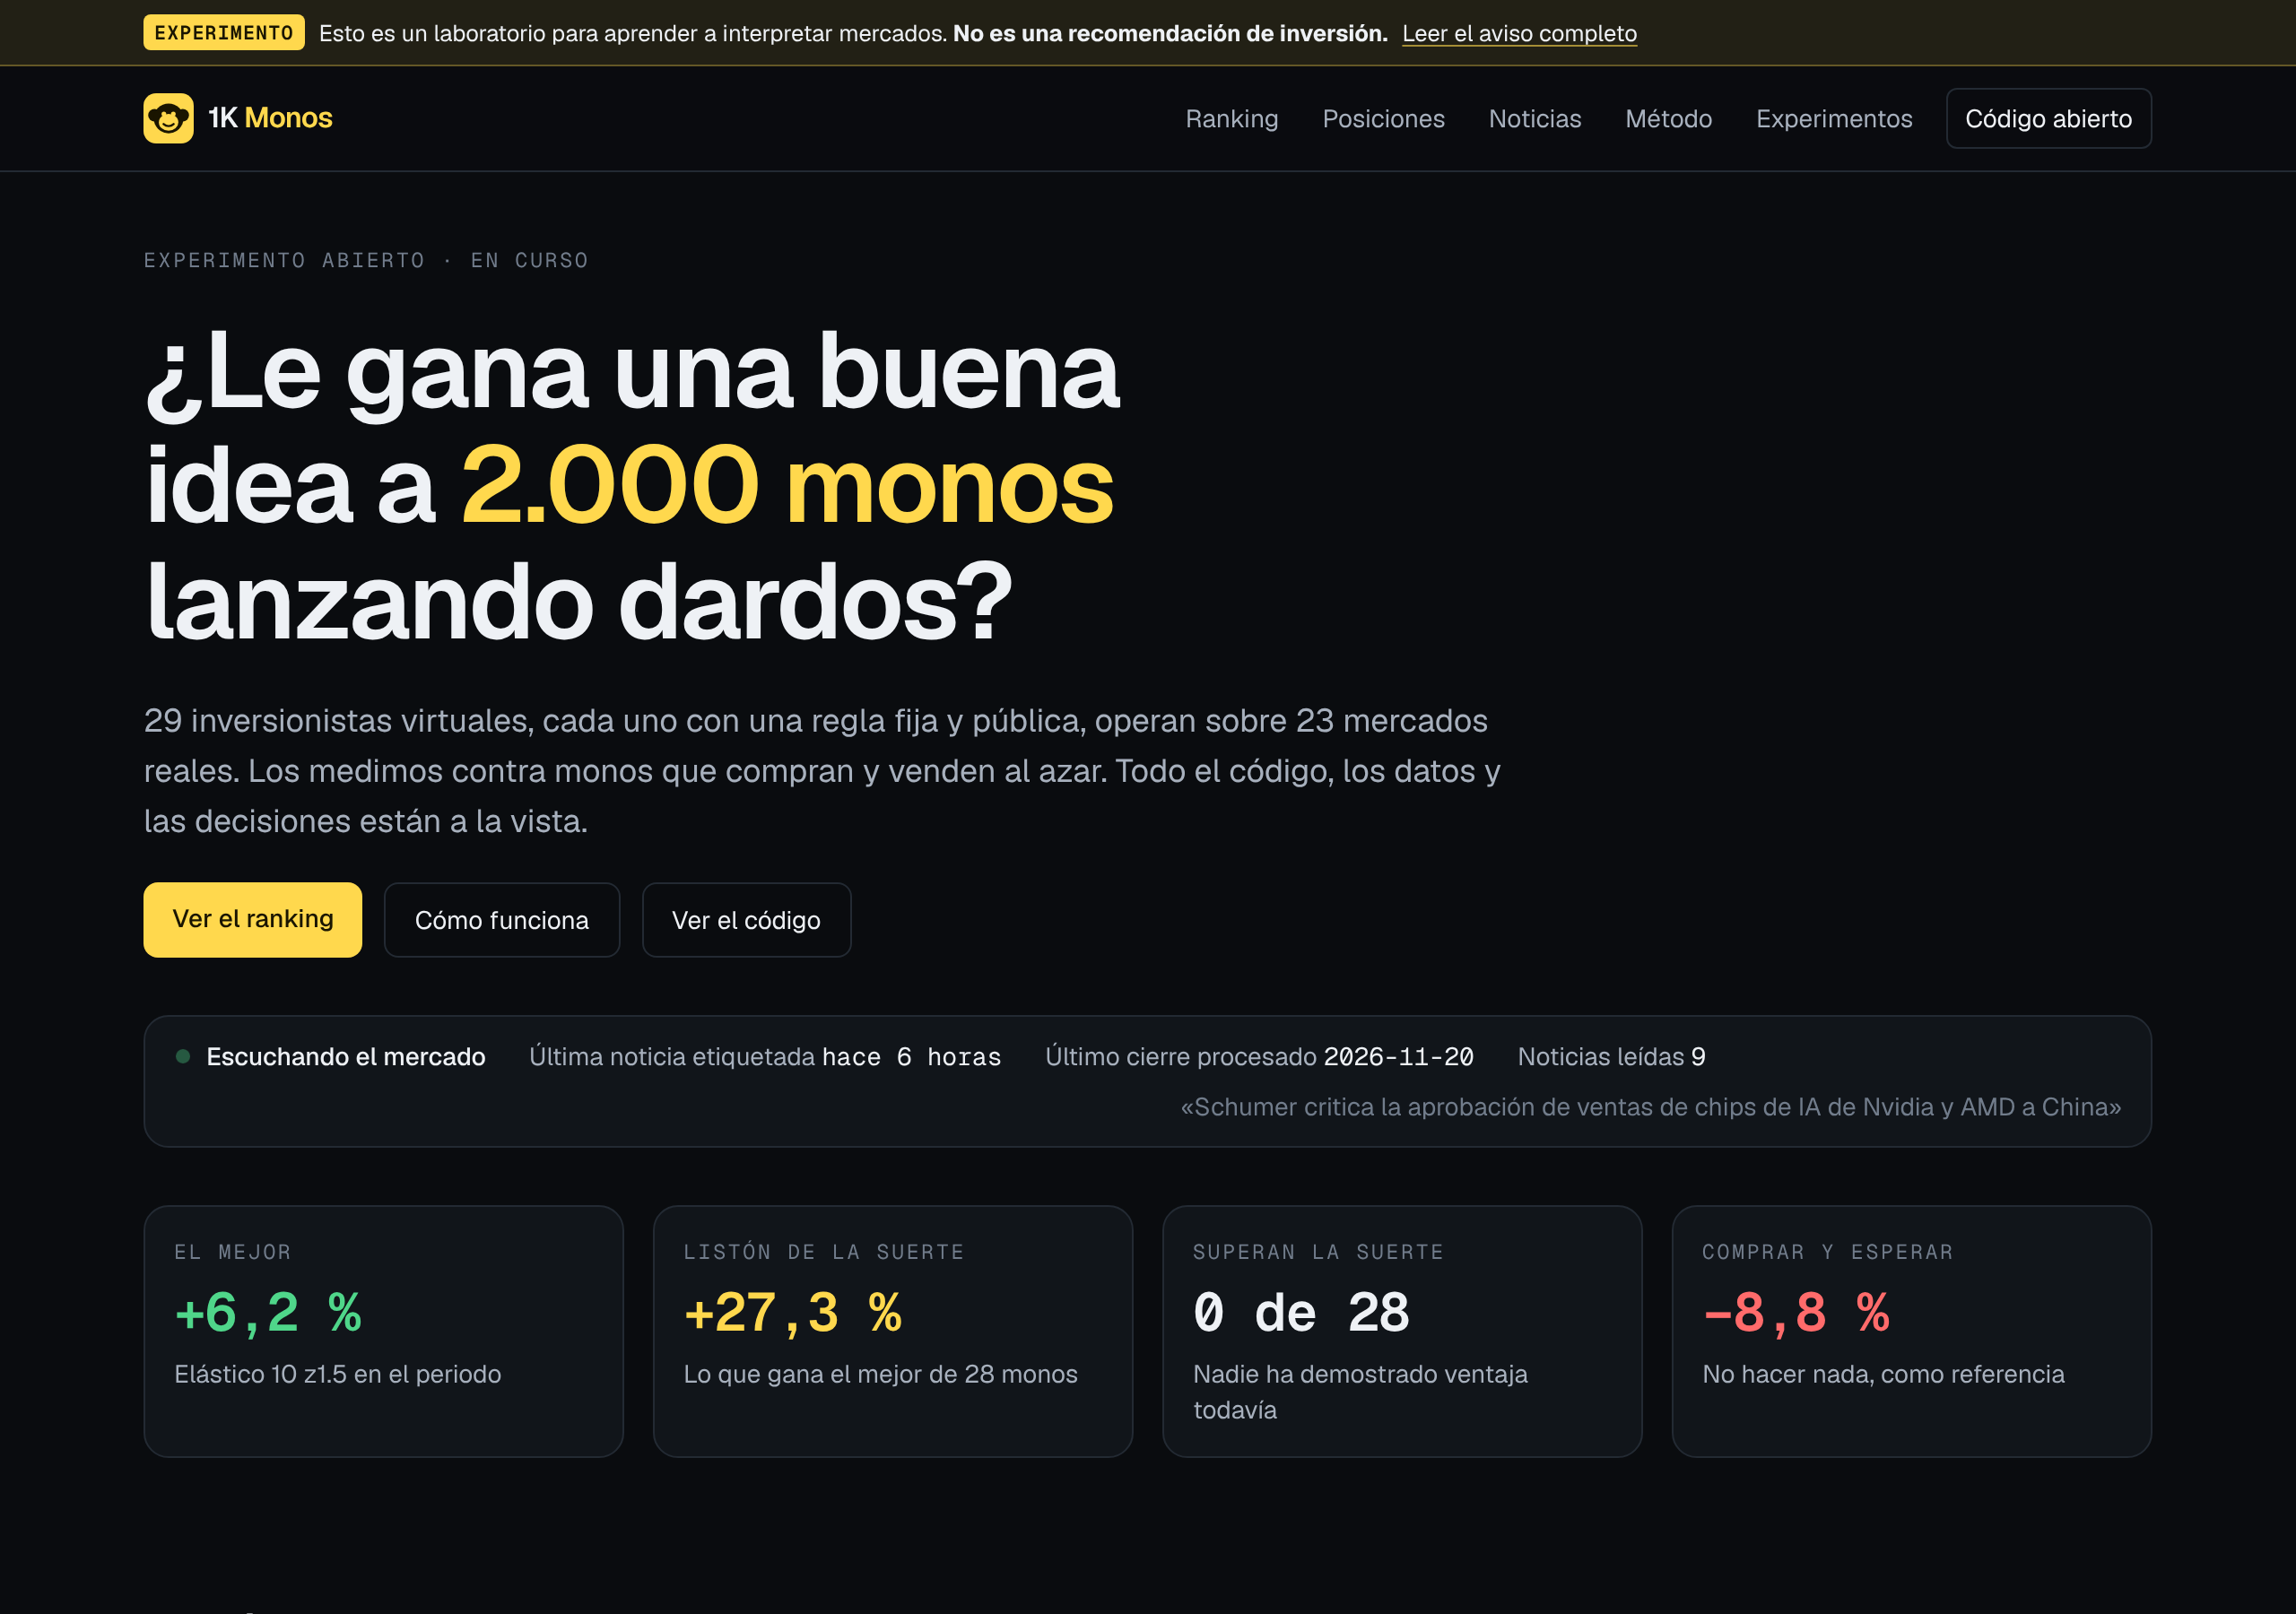 EXPERIMENTO Esto es un laboratorio para aprender a interpretar mercados. No es una recomendación de inversión. Leer el aviso completo
1K Monos
Ranking Posiciones Noticias Método Experimentos Código abierto
EXPERIMENTO ABIERTO · EN CURSO
¿Le gana una buena
idea a 2.000 monos
lanzando dardos?
29 inversionistas virtuales, cada uno con una regla fija y pública, operan sobre 23 mercados
reales. Los medimos contra monos que compran y venden al azar. Todo el código, los datos y
las decisiones están a la vista.
Ver el ranking
Cómo funciona
Ver el código
Escuchando el mercado Última noticia etiquetada hace 6 horas Último cierre procesado 2026-11-20 Noticias leídas 9
«Schumer critica la aprobación de ventas de chips de IA de Nvidia y AMD a China»
EL MEJOR
+6,2 %
Elástico 10 z1.5 en el periodo
LISTÓN DE LA SUERTE
+27,3 %
Lo que gana el mejor de 28 monos
SUPERAN LA SUERTE
0 de 28
Nadie ha demostrado ventaja
todavía
COMPRAR Y ESPERAR
−8,8 %
No hacer nada, como referencia